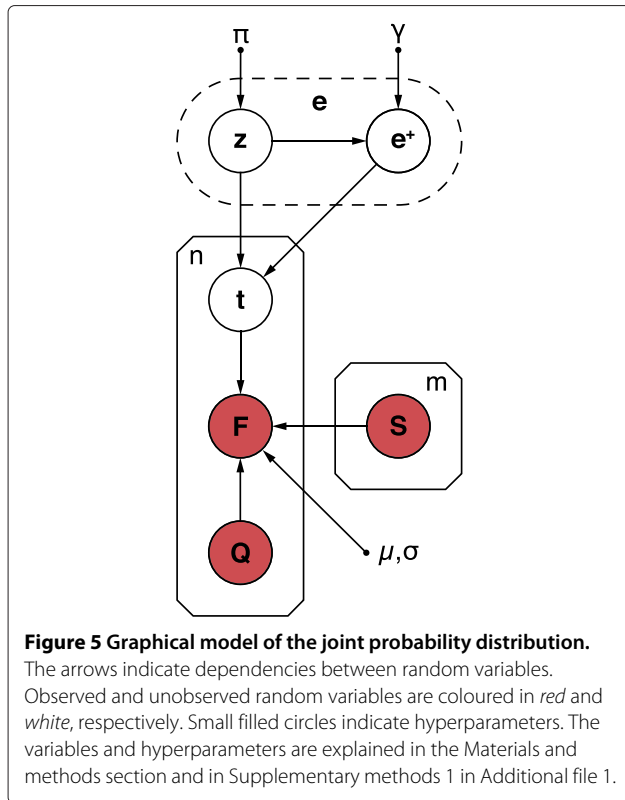 π
γ
e
z
e⁺
n
t
m
F
S
Q
μ,σ
Figure 5 Graphical model of the joint probability distribution.
The arrows indicate dependencies between random variables.
Observed and unobserved random variables are coloured in red and
white, respectively. Small filled circles indicate hyperparameters. The
variables and hyperparameters are explained in the Materials and
methods section and in Supplementary methods 1 in Additional file 1.